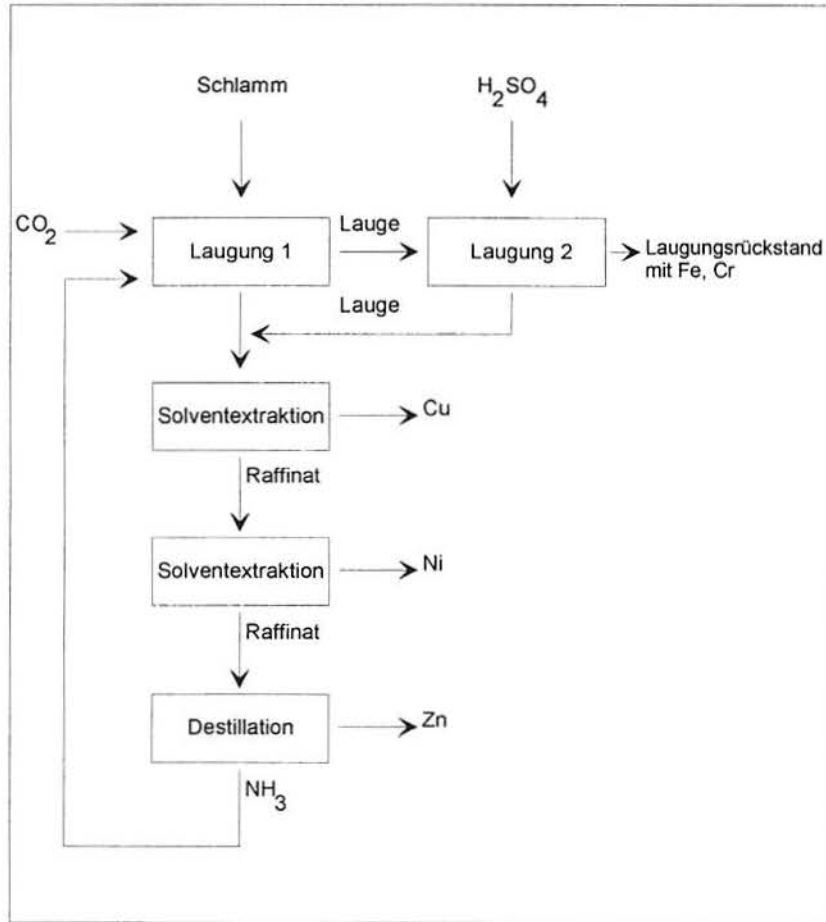 Schlamm
H2SO4
CO2
Laugung 1
Lauge
Laugung 2
Laugungsrückstand
mit Fe, Cr
Lauge
Solventextraktion
Cu
Raffinat
Solventextraktion
Ni
Raffinat
Destillation
Zn
NH3